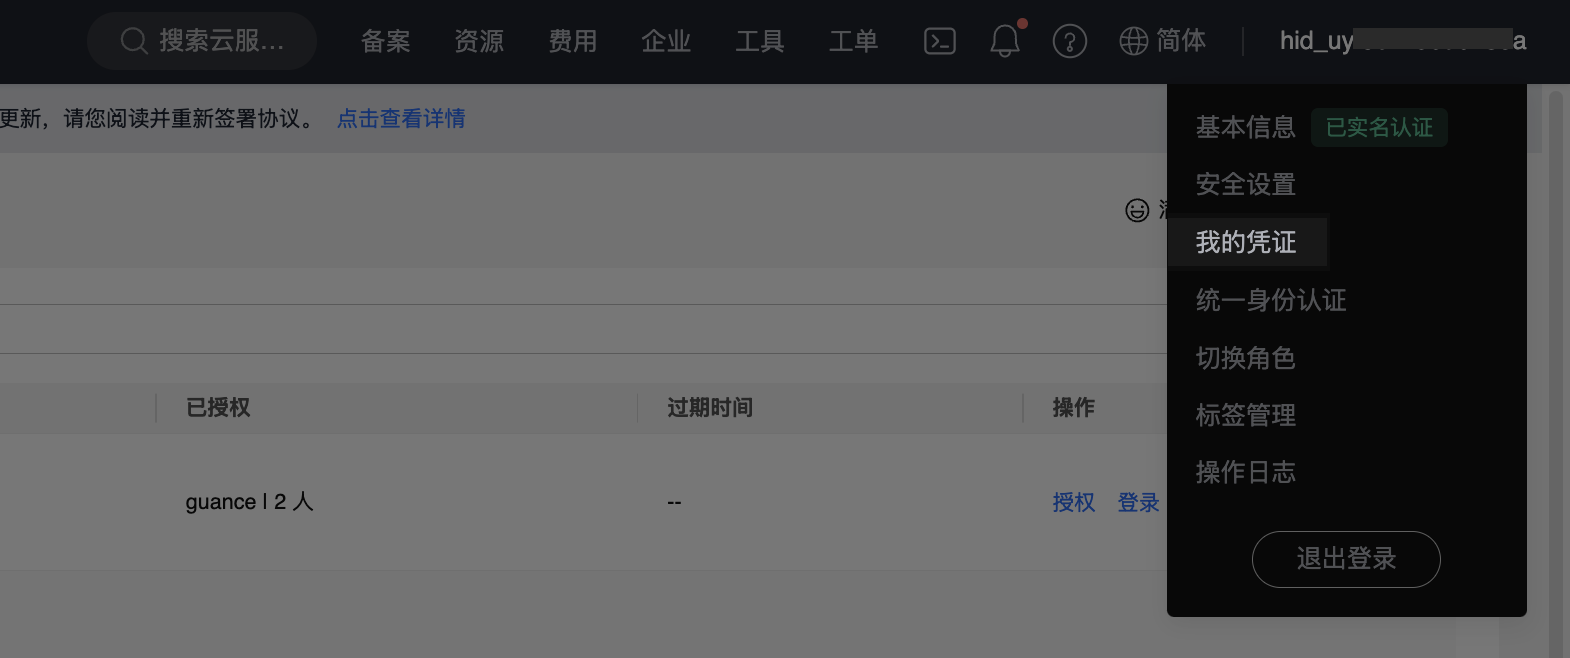 搜索云服... 备案 资源 费用 企业 工具 工单 简体 hid_uy a
更新，请您阅读并重新签署协议。 点击查看详情
基本信息 已实名认证
安全设置
我的凭证
统一身份认证
切换角色
标签管理
操作日志
退出登录
已授权 过期时间 操作
guance | 2 人 -- 授权 登录